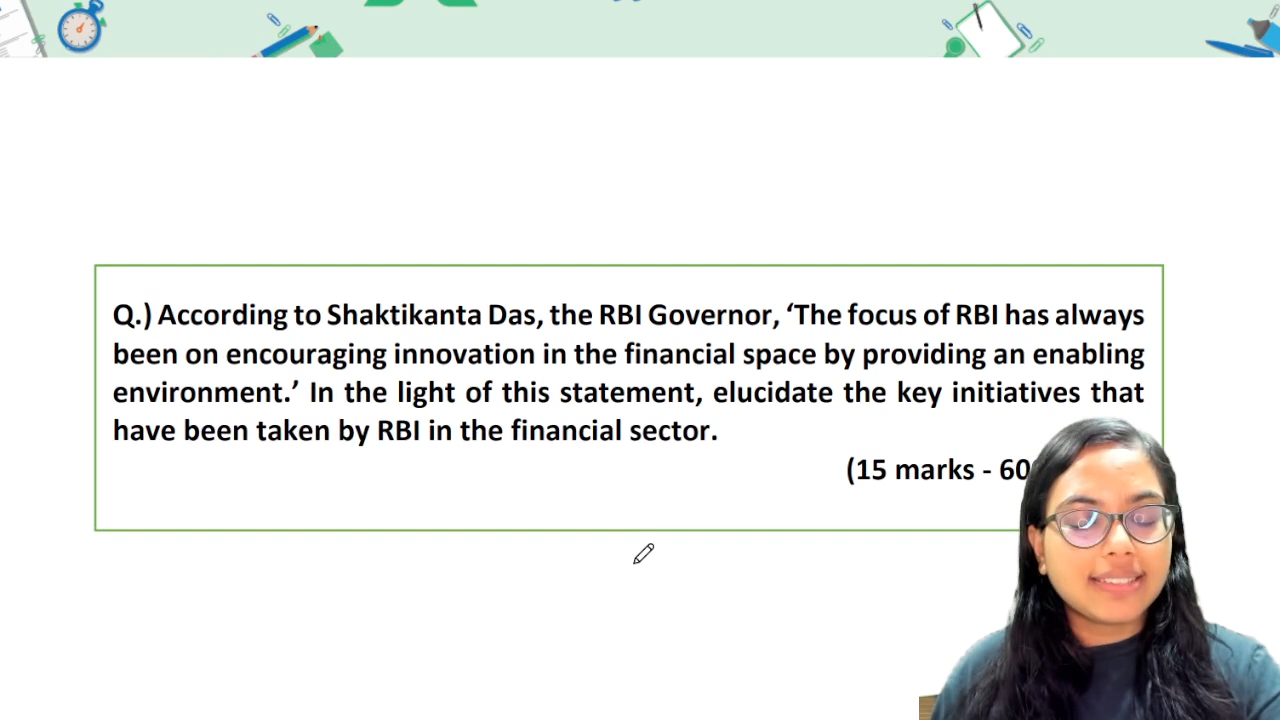 Q.) According to Shaktikanta Das, the RBI Governor, ‘The focus of RBI has always
been on encouraging innovation in the financial space by providing an enabling
environment.’ In the light of this statement, elucidate the key initiatives that
have been taken by RBI in the financial sector.
(15 marks -